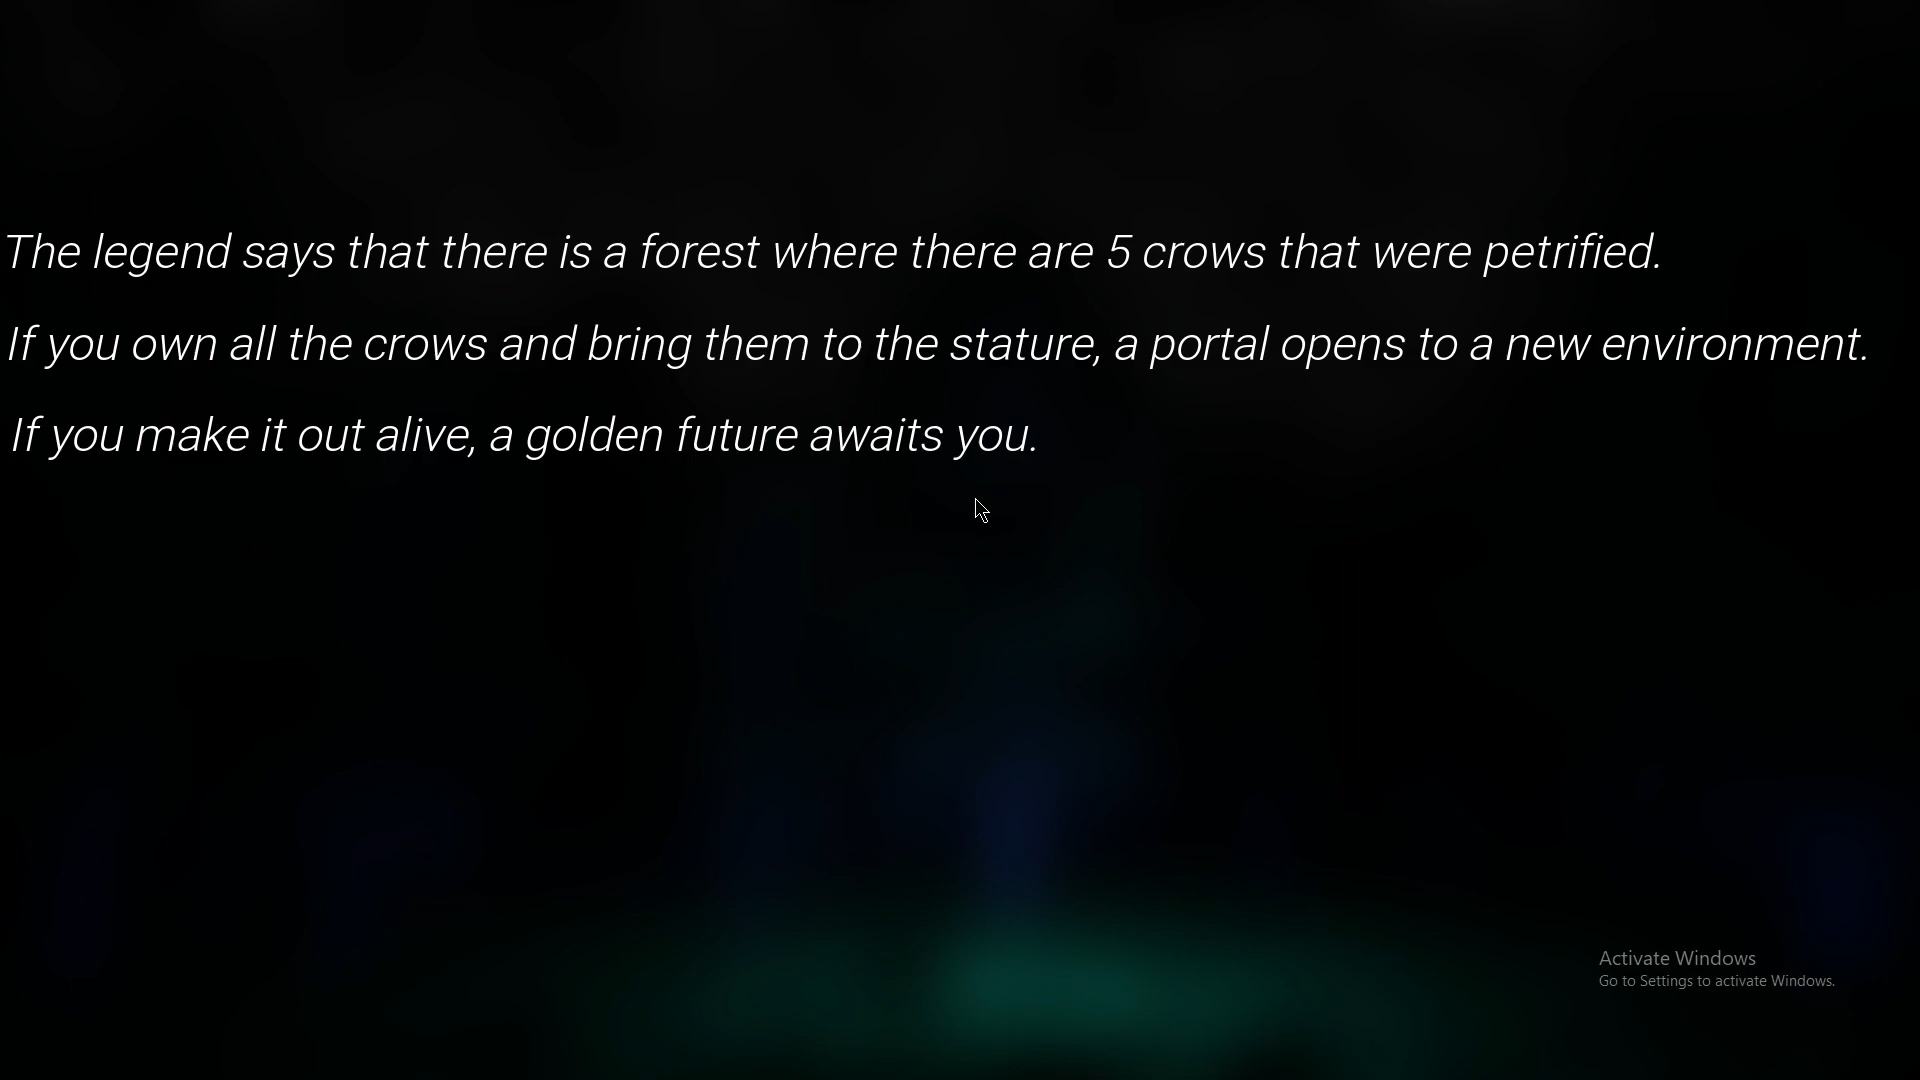 The legend says that there is a forest where there are 5 crows that were petrified.
If you own all the crows and bring them to the stature, a portal opens to a new environment.
If you make it out alive, a golden future awaits you.
Activate Windows
Go to Settings to activate Windows.